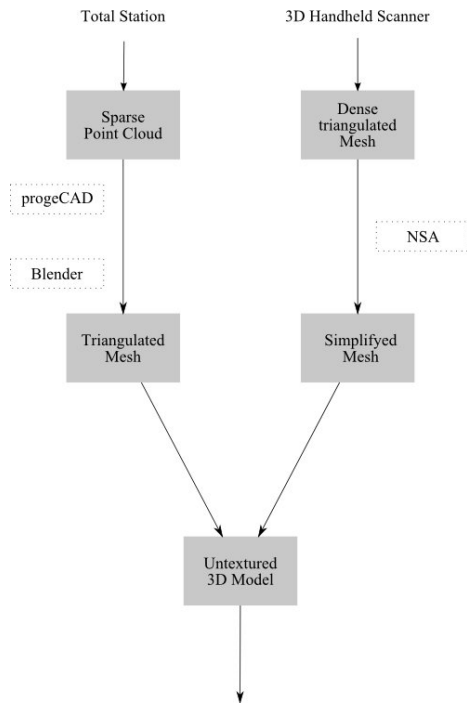 Total Station
3D Handheld Scanner
Sparse
Point Cloud
Dense
triangulated
Mesh
progeCAD
NSA
Blender
Triangulated
Mesh
Simplifyed
Mesh
Untextured
3D Model